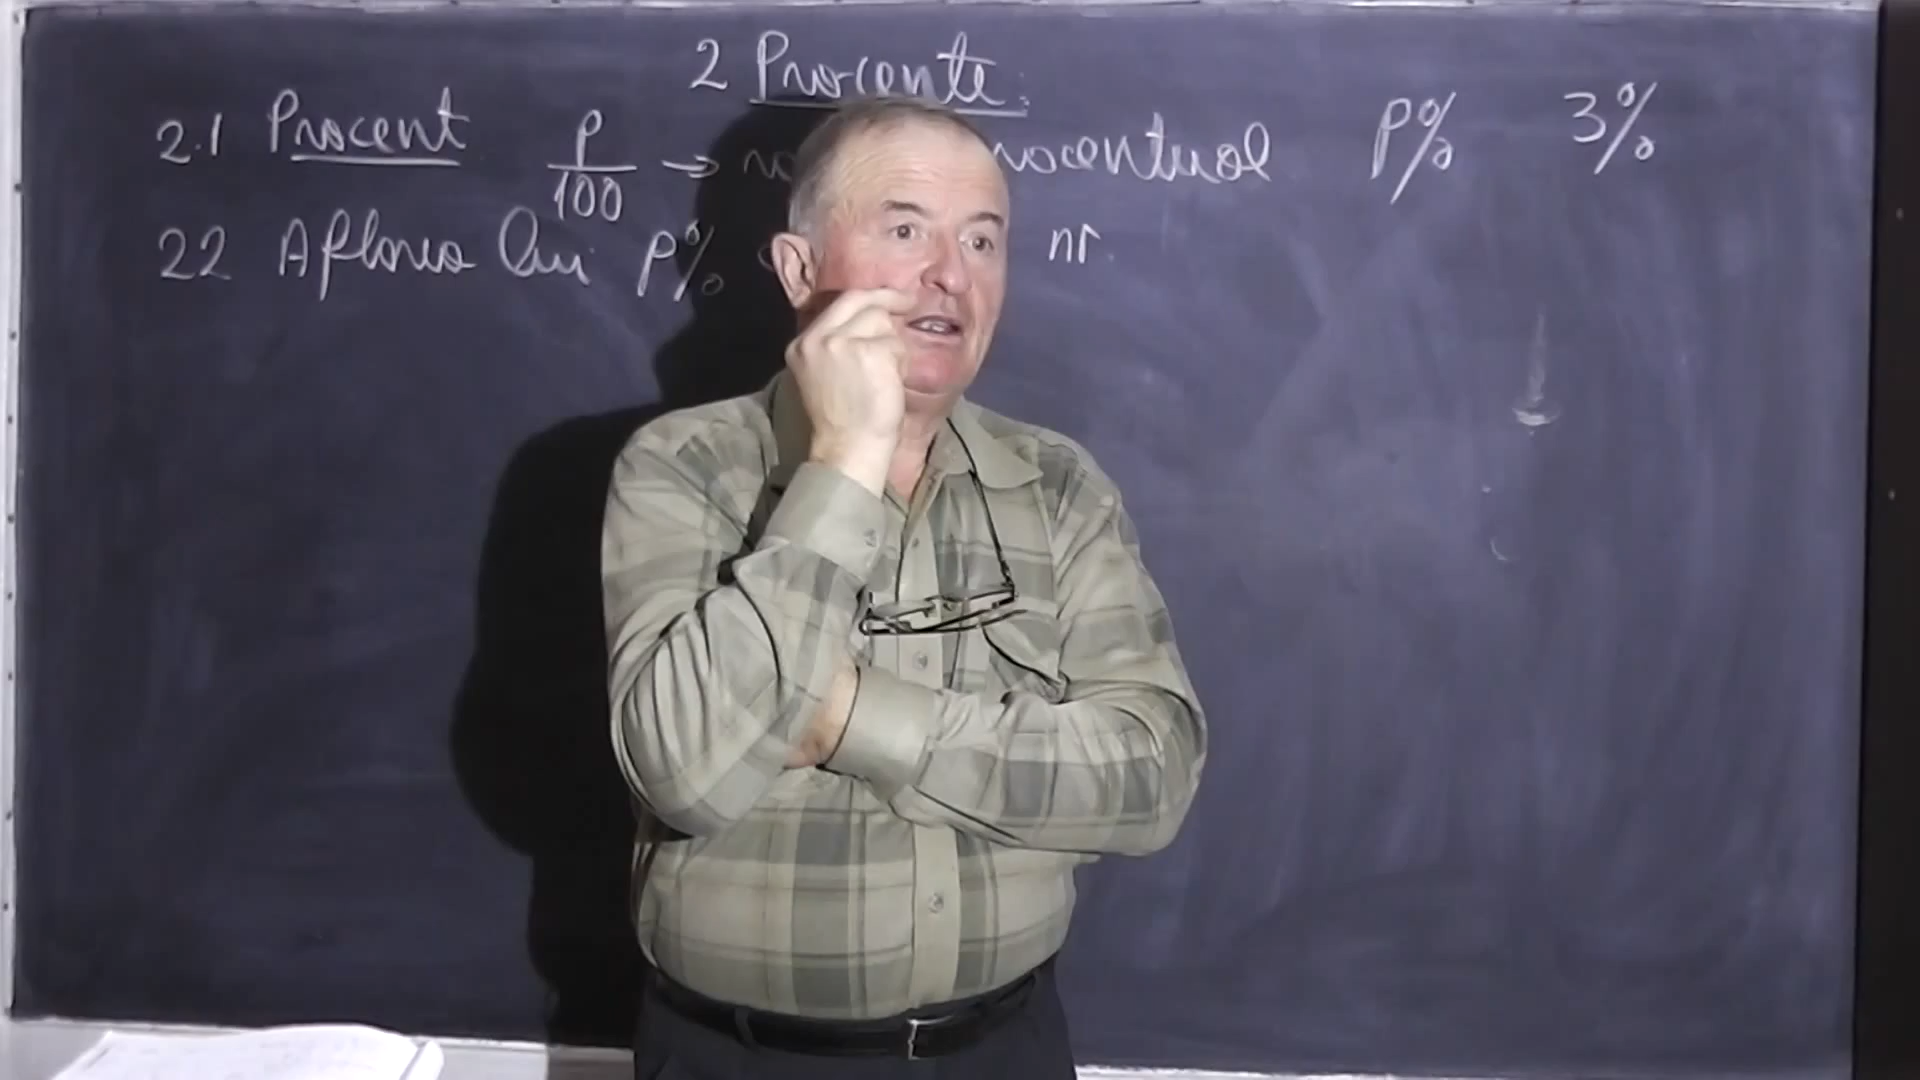 2 Procente:
2.1 Procent P/100 → procentual P% 3%
22 Aflarea lui P% nr.